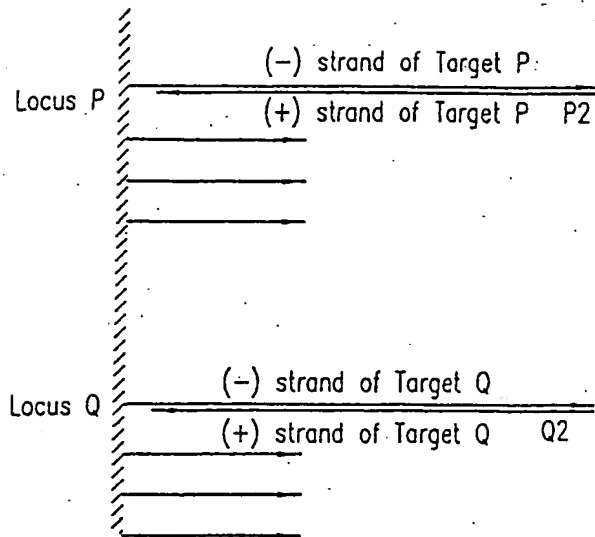 (-) strand of Target P
Locus P
(+) strand of Target P P2
(-) strand of Target Q
Locus Q
(+) strand of Target Q Q2